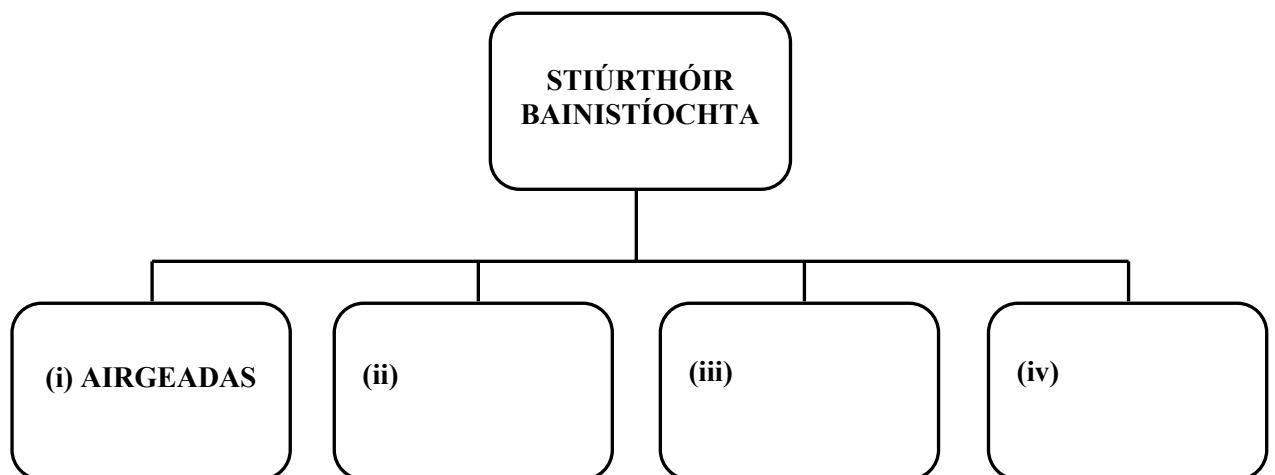 STIÚRTHÓIR
BAINISTÍOCHTA
(i) AIRGEADAS
(ii)
(iii)
(iv)